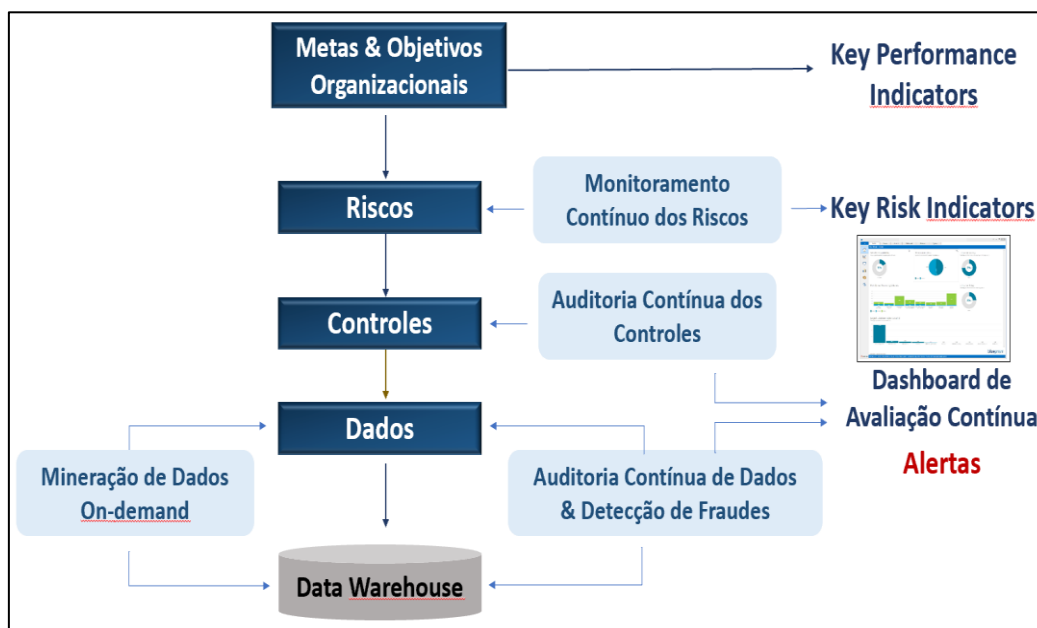 Metas & Objetivos
Organizacionais
Key Performance
Indicators
Monitoramento
Contínuo dos Riscos
Riscos
Key Risk Indicators
Auditoria Contínua dos
Controles
Controles
Dashboard de
Avaliação Contínua
Alertas
Dados
Mineração de Dados
On-demand
Auditoria Contínua de Dados
& Detecção de Fraudes
Data Warehouse